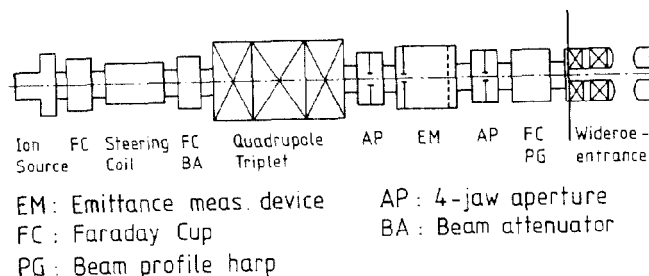 Ion FC Steering FC Quadrupole AP EM AP FC Wideroe-
Source Coil BA Triplet PG entrance
EM: Emittance meas. device AP: 4-jaw aperture
FC: Faraday Cup BA: Beam attenuator
PG: Beam profile harp